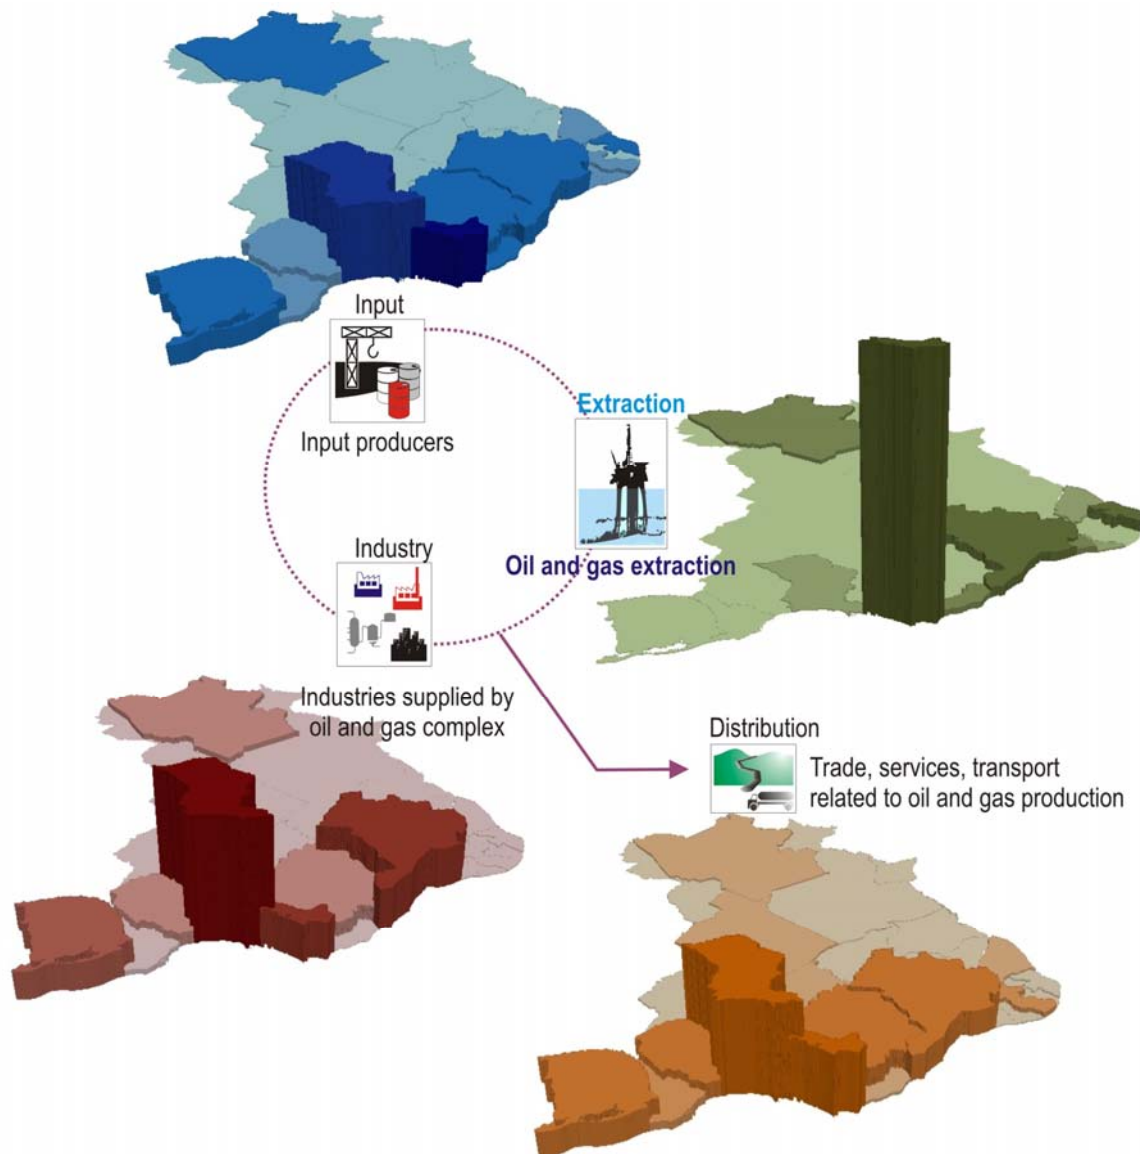 Input
Input producers
Extraction
Oil and gas extraction
Industry
Industries supplied by
oil and gas complex
Distribution
Trade, services, transport
related to oil and gas production